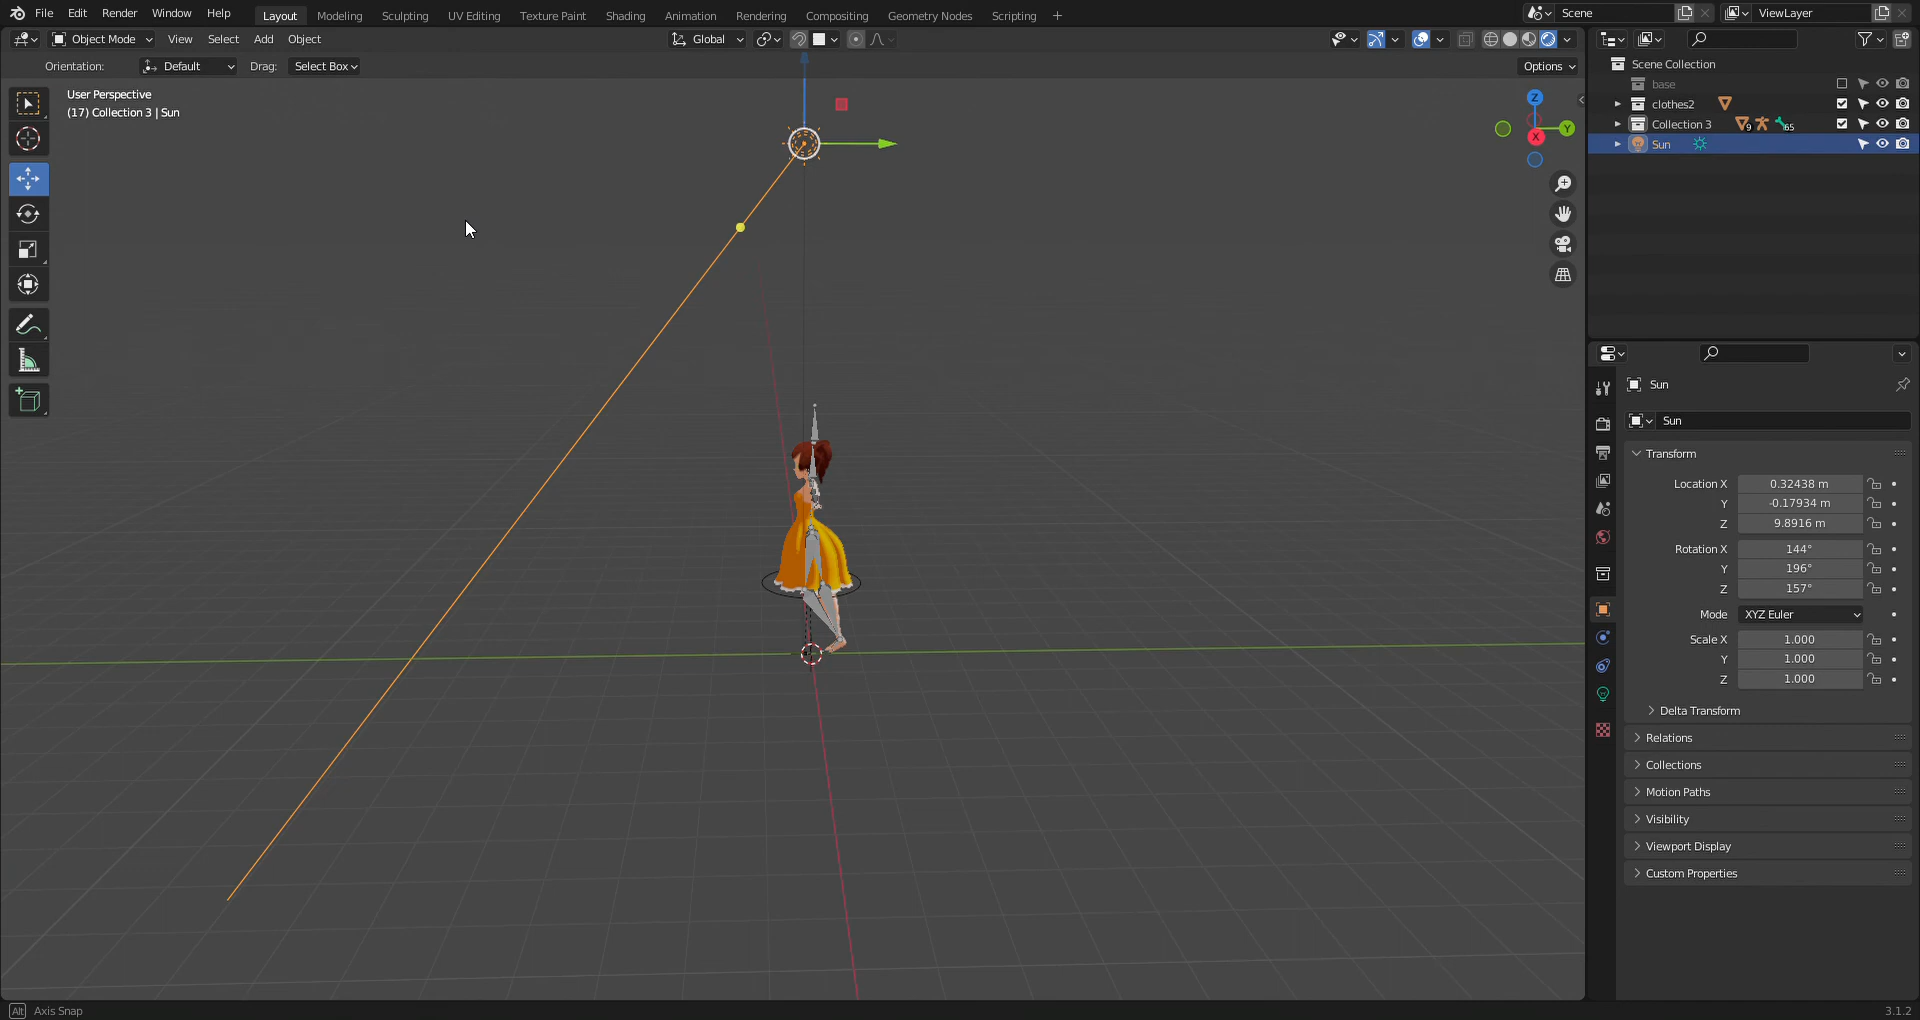 File Edit Render Window Help Layout Modeling Sculpting UV Editing Texture Paint Shading Animation Rendering Compositing Geometry Nodes Scripting + Scene ViewLayer
Object Mode View Select Add Object Global
Orientation: Default Drag: Select Box Options
User Perspective
(17) Collection 3 | Sun
Z
Y
X
Scene Collection
base
clothes2
Collection 3 9 65
Sun
Sun
Sun
Transform
Location X 0.32438 m
Y -0.17934 m
Z 9.8916 m
Rotation X 144°
Y 196°
Z 157°
Mode XYZ Euler
Scale X 1.000
Y 1.000
Z 1.000
Delta Transform
Relations
Collections
Motion Paths
Visibility
Viewport Display
Custom Properties
Alt Axis Snap 3.1.2